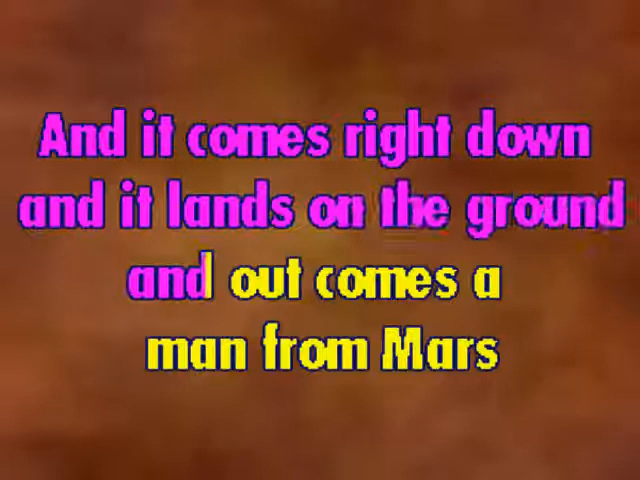 And it comes right down
and it lands on the ground
and out comes a
man from Mars